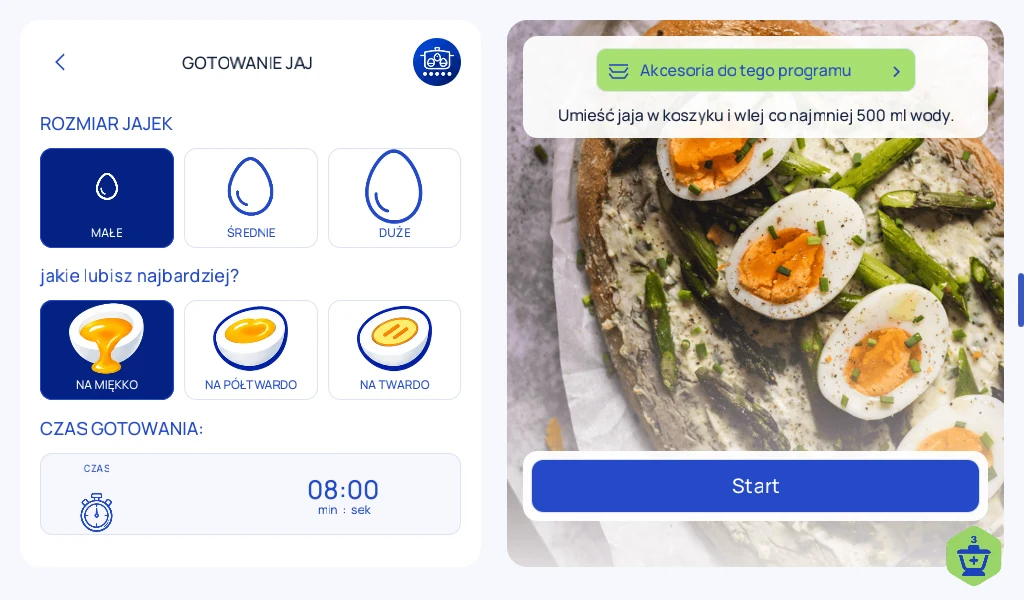 GOTOWANIE JAJ
ROZMIAR JAJEK
MAŁE
ŚREDNIE
DUŻE
jakie lubisz najbardziej?
NA MIĘKKO
NA PÓŁTWARDO
NA TWARDO
CZAS GOTOWANIA:
CZAS
08:00
min : sek
Akcesoria do tego programu
Umieść jaja w koszyku i wlej co najmniej 500 ml wody.
Start
3